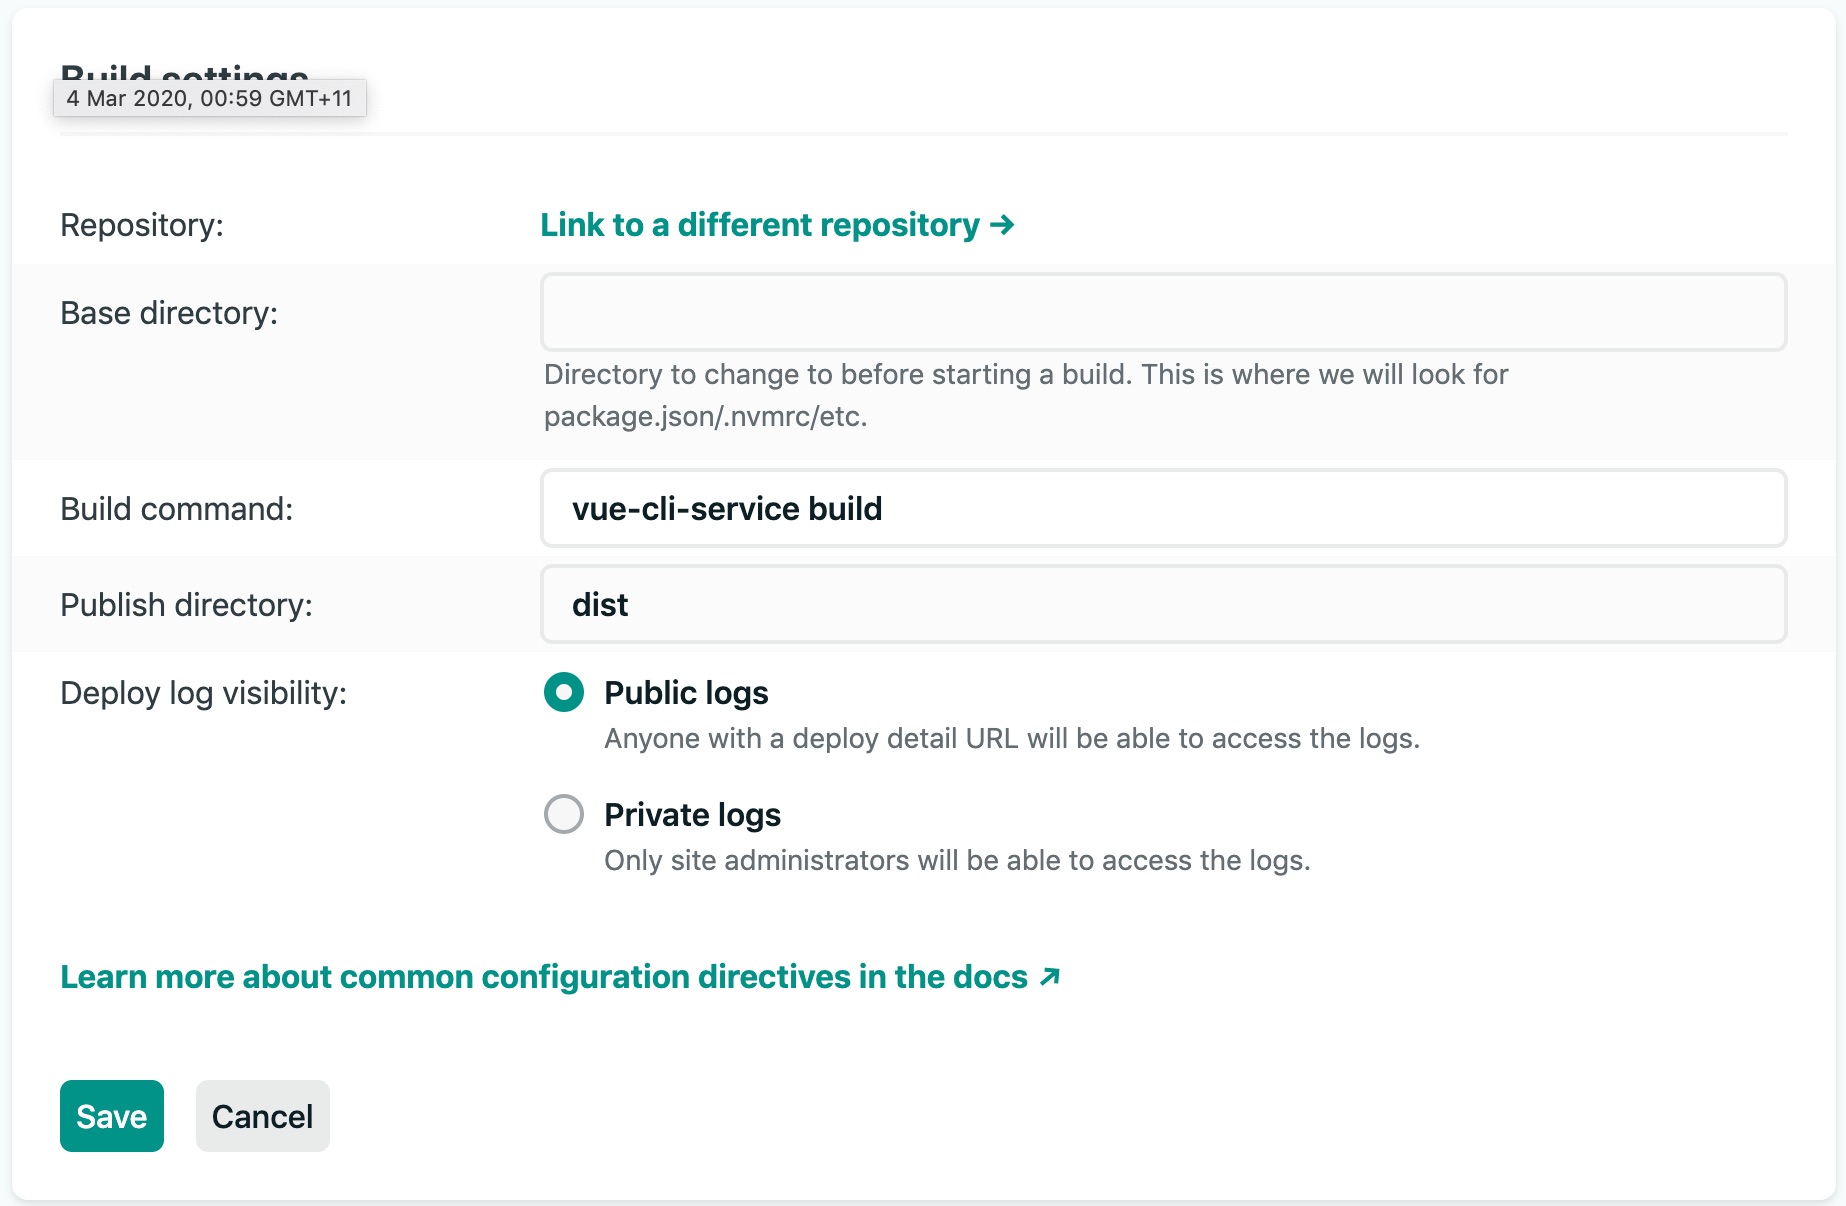 Build settings
4 Mar 2020, 00:59 GMT+11
Repository:
Link to a different repository →
Base directory:
Directory to change to before starting a build. This is where we will look for
package.json/.nvmrc/etc.
Build command:
vue-cli-service build
Publish directory:
dist
Deploy log visibility:
Public logs
Anyone with a deploy detail URL will be able to access the logs.
Private logs
Only site administrators will be able to access the logs.
Learn more about common configuration directives in the docs ↗
Save
Cancel